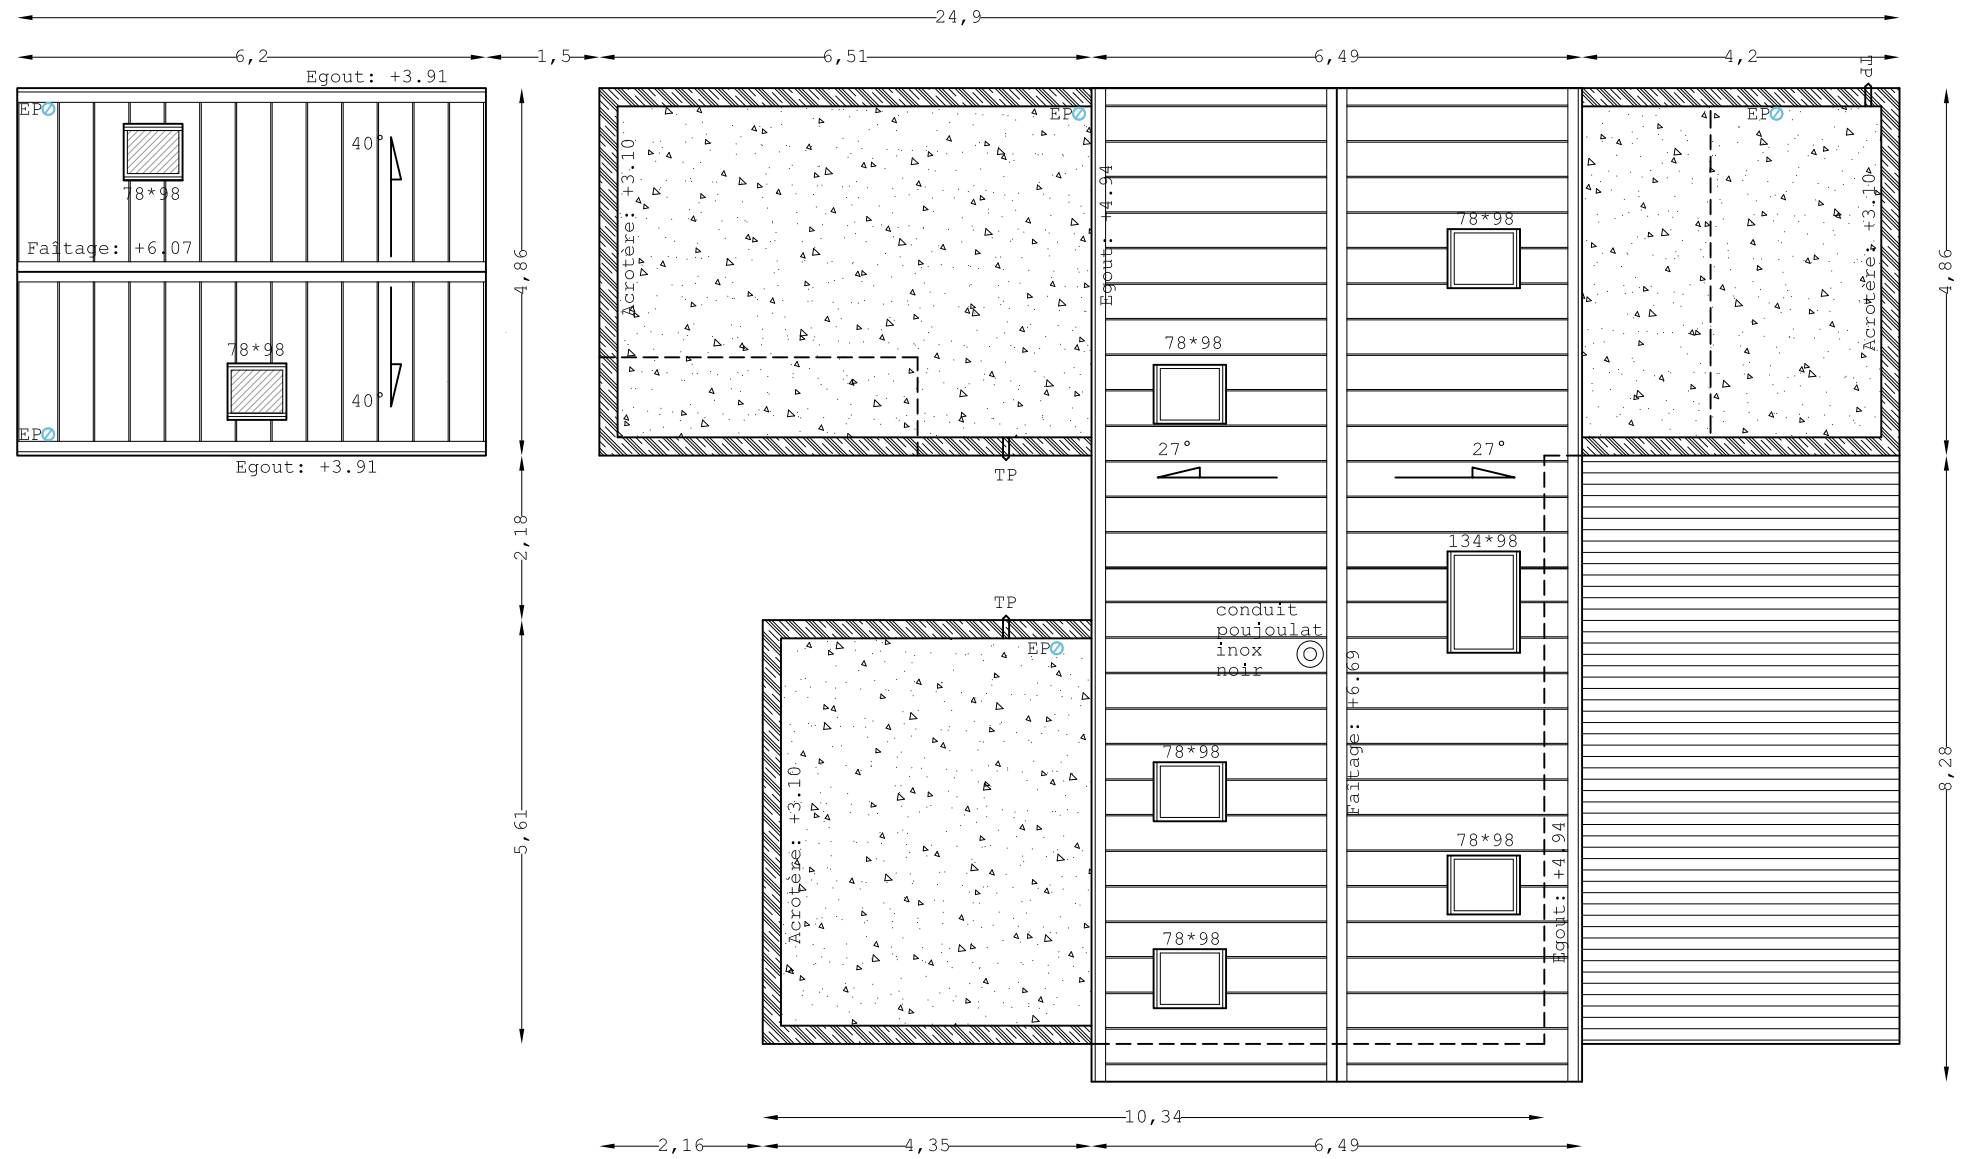 24,9
6,2
1,5
6,51
6,49
4,2
Egout: +3.91
TP
EP
EP
EP
40°
78*98
Acrotère: +3.10
Egout: +4.94
Acrotère: +3.10
78*98
Faîtage: +6.07
4,86
4,86
78*98
78*98
40°
EP
Egout: +3.91
TP
27°
27°
2,18
134*98
TP
conduit
poujoulat
inox
noir
EP
Faîtage: +6.69
78*98
8,28
5,61
Acrotère: +3.10
78*98
Egout: +4.94
78*98
10,34
2,16
4,35
6,49